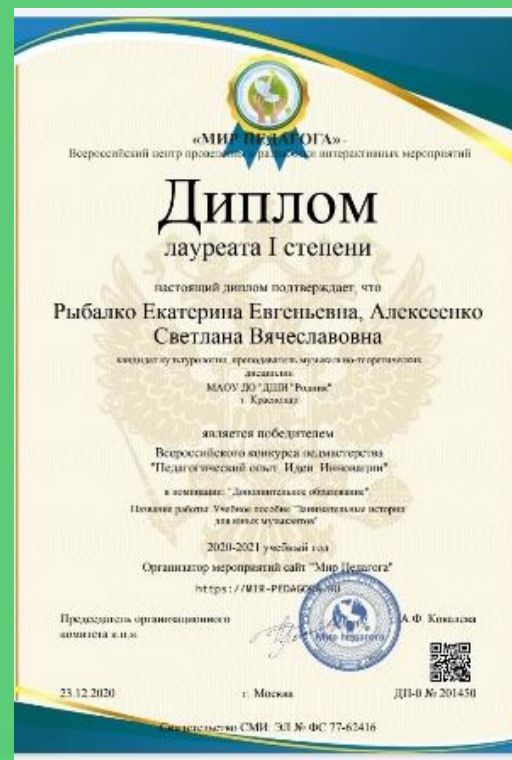 «МИР ПЕДАГОГА» -
Всероссийский центр проведения и разработки интерактивных мероприятий
Диплом
лауреата I степени
настоящий диплом подтверждает, что
Рыбалко Екатерина Евгеньевна, Алексеенко
Светлана Вячеславовна
кандидат культурологии, преподаватель музыкально-теоретических
дисциплин
МАОУ ДО "ДШИ "Родник"
г. Краснодар
является победителем
Всероссийского конкурса педмастерства
"Педагогический опыт. Идеи. Инновации"
в номинации: "Дополнительное образование"
Название работы: Учебное пособие "Занимательные истории
для юных музыкантов"
2020-2021 учебный год
Организатор мероприятий сайт "Мир Педагога"
https://MIR-PEDAGOGA.RU
Председатель организационного
комитета к.п.н.
Мир педагога
А.Ф. Ковалева
23.12.2020
г. Москва
ДП-0 № 201450
Свидетельство СМИ: ЭЛ № ФС 77-62416